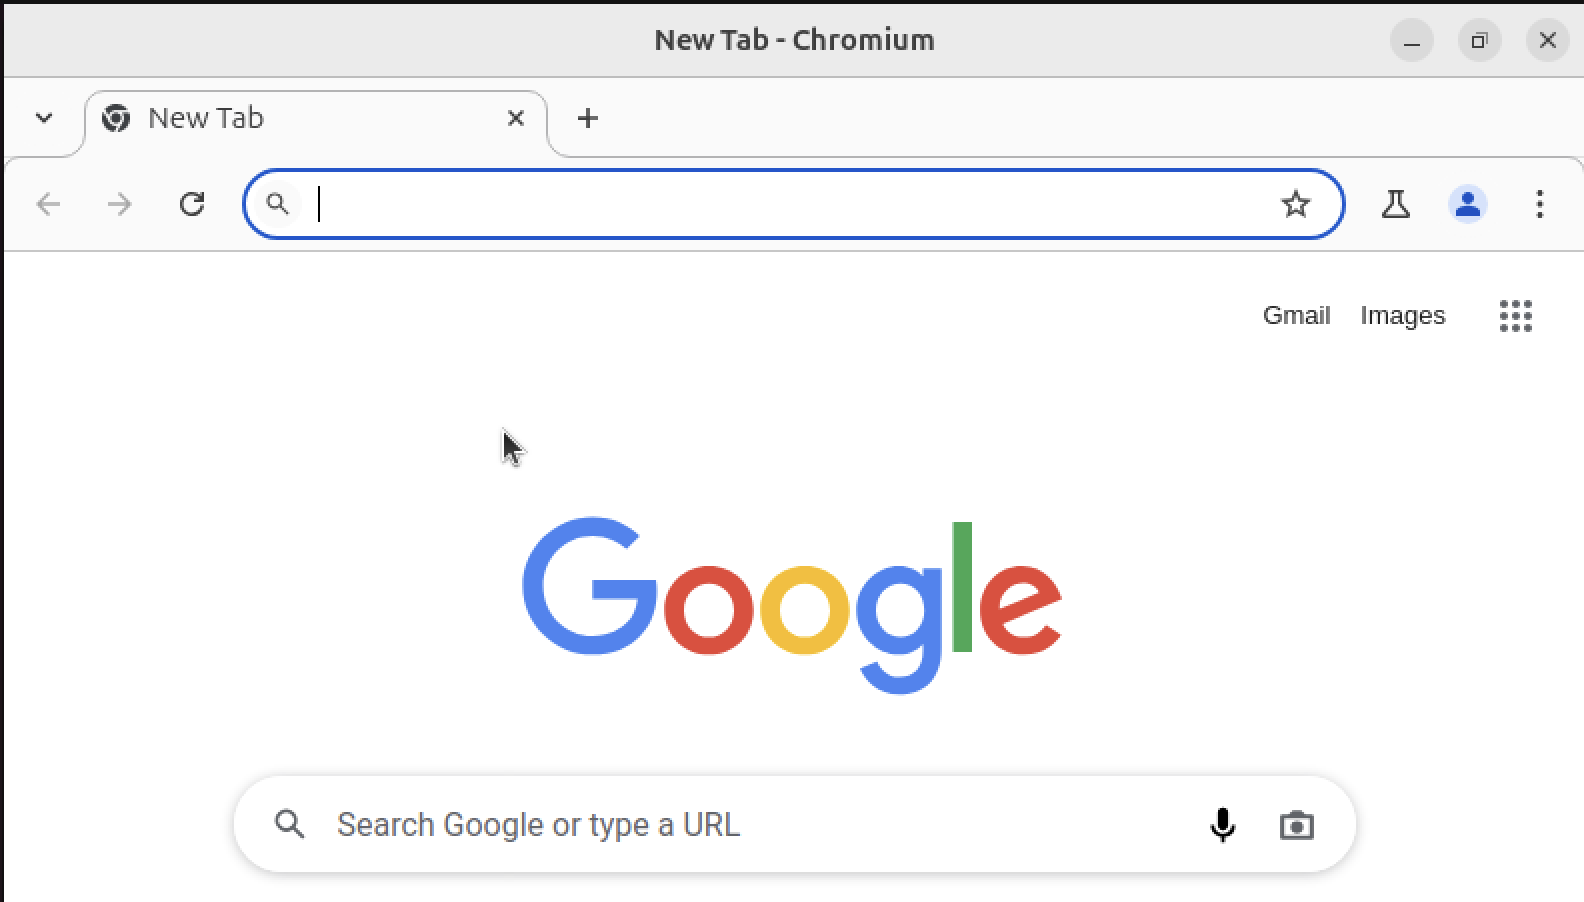 New Tab - Chromium
New Tab
Gmail Images
Google
Search Google or type a URL